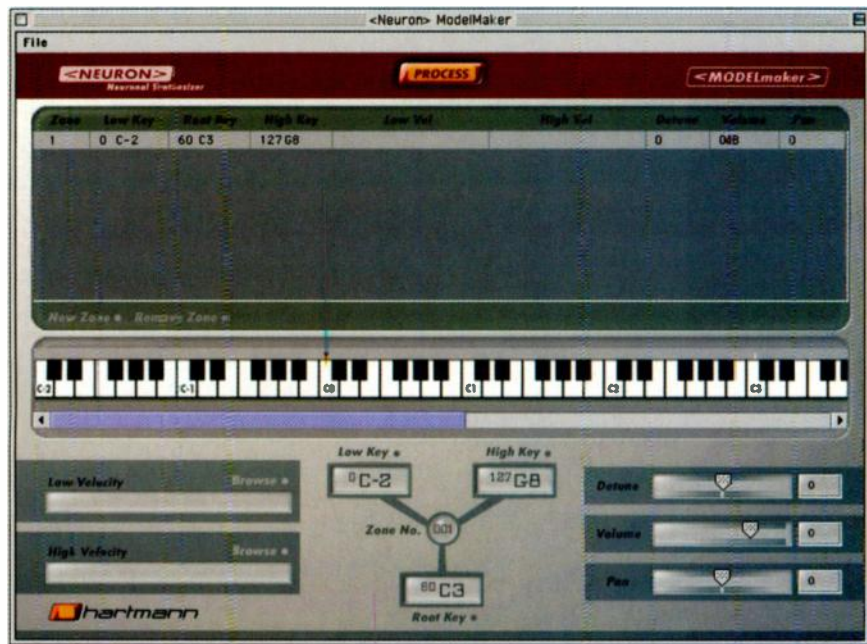 <Neuron> ModelMaker
File
<NEURON>
Neuronal Synthesizer
PROCESS
<MODELmaker>
Zone Low Key Root Key High Key Low Vel High Vel Detune Volume Pan
1 0 C-2 60 C3 127 G8 0 0dB 0
New Zone Remove Zone
C-2 C-1 C0 C1 C2 C3
Low Key High Key
0 C-2 127 G8
Low Velocity Browse
High Velocity Browse
Zone No. 001
60 C3
Root Key
Detune 0
Volume 0
Pan 0
hartmann